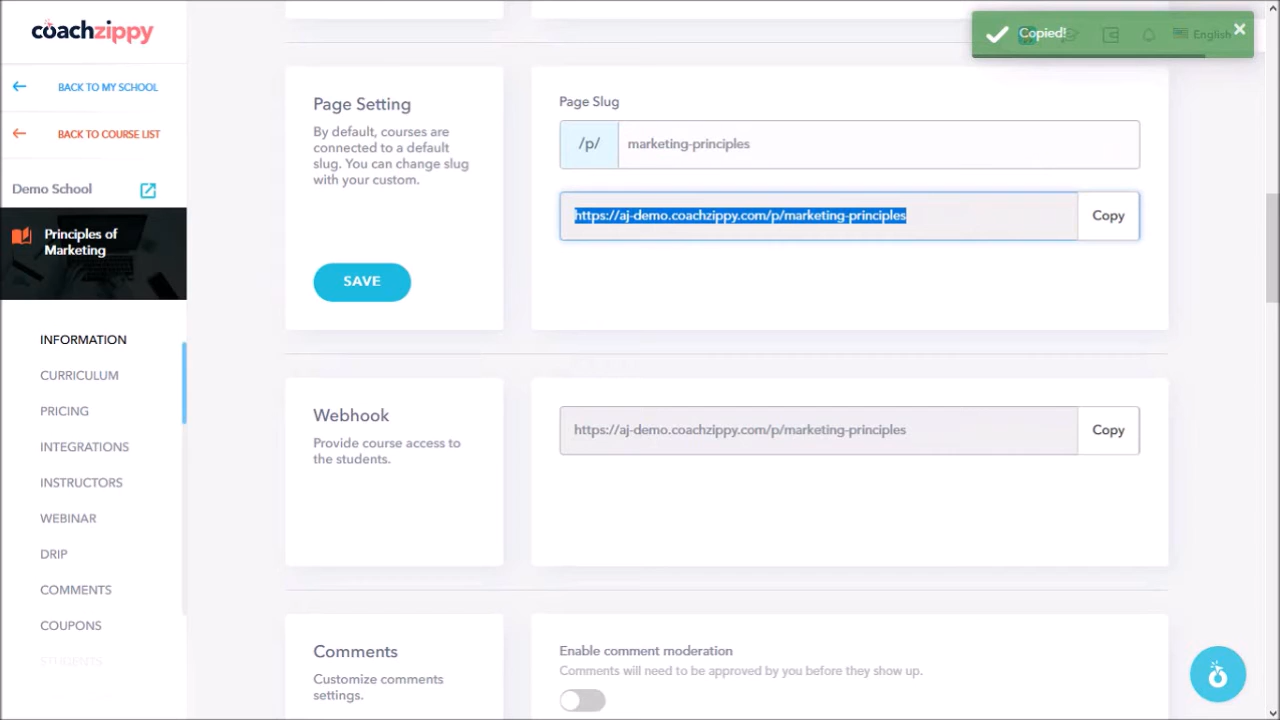 coachzippy
BACK TO MY SCHOOL
BACK TO COURSE LIST
Demo School
Principles of
Marketing
INFORMATION
CURRICULUM
PRICING
INTEGRATIONS
INSTRUCTORS
WEBINAR
DRIP
COMMENTS
COUPONS
STUDENTS
Copied!
English
Page Setting
By default, courses are
connected to a default
slug. You can change slug
with your custom.
SAVE
Page Slug
/p/ marketing-principles
https://aj-demo.coachzippy.com/p/marketing-principles Copy
Webhook
Provide course access to
the students.
https://aj-demo.coachzippy.com/p/marketing-principles Copy
Comments
Customize comments
settings.
Enable comment moderation
Comments will need to be approved by you before they show up.